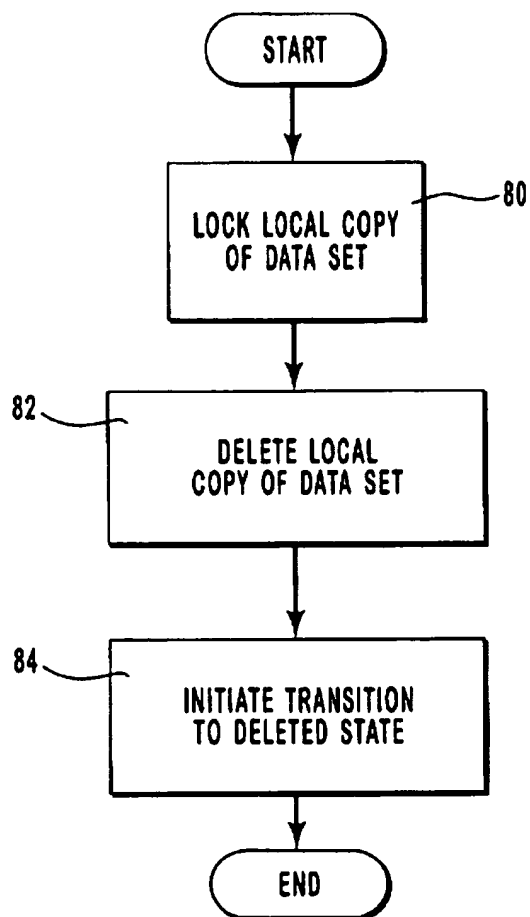 START
80
LOCK LOCAL COPY
OF DATA SET
82
DELETE LOCAL
COPY OF DATA SET
84
INITIATE TRANSITION
TO DELETED STATE
END